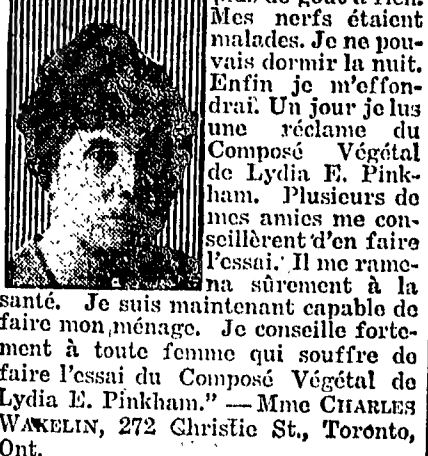 plus de goût à rien.
Mes nerfs étaient
malades. Je ne pou-
vais dormir la nuit.
Enfin je m'effon-
drai. Un jour je lus
une réclame du
Composé Végétal
de Lydia E. Pink-
ham. Plusieurs de
mes amies me con-
seillèrent d'en faire
l'essai. Il me rame-
na sûrement à la
santé. Je suis maintenant capable de
faire mon ménage. Je conseille forte-
ment à toute femme qui souffre de
faire l'essai du Composé Végétal de
Lydia E. Pinkham." — Mme CHARLES
WAKELIN, 272 Christie St., Toronto,
Ont.